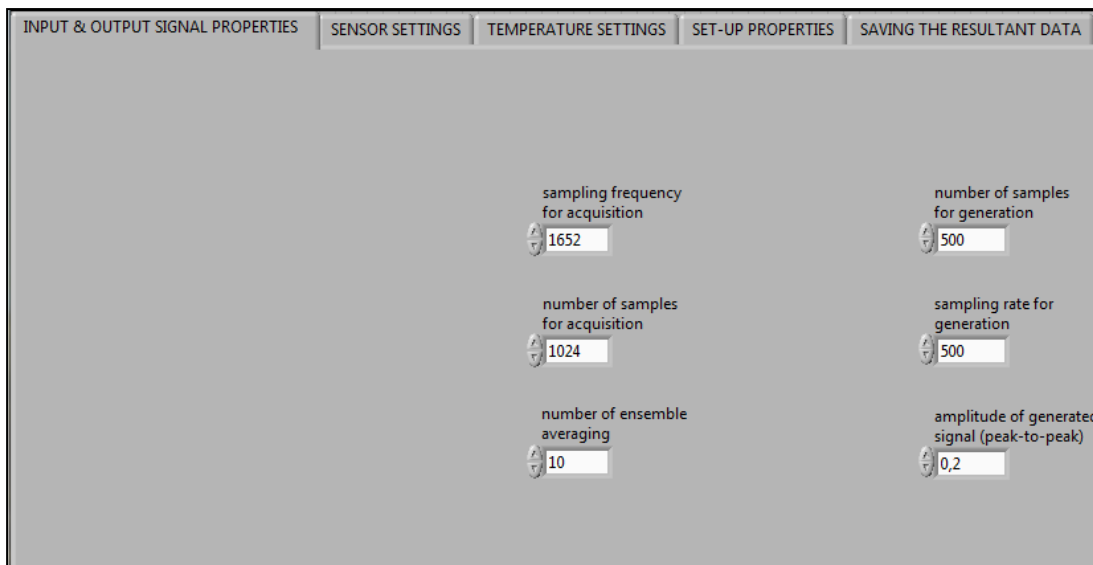 INPUT & OUTPUT SIGNAL PROPERTIES
SENSOR SETTINGS
TEMPERATURE SETTINGS
SET-UP PROPERTIES
SAVING THE RESULTANT DATA
sampling frequency
for acquisition
1652
number of samples
for acquisition
1024
number of ensemble
averaging
10
number of samples
for generation
500
sampling rate for
generation
500
amplitude of generated
signal (peak-to-peak)
0,2